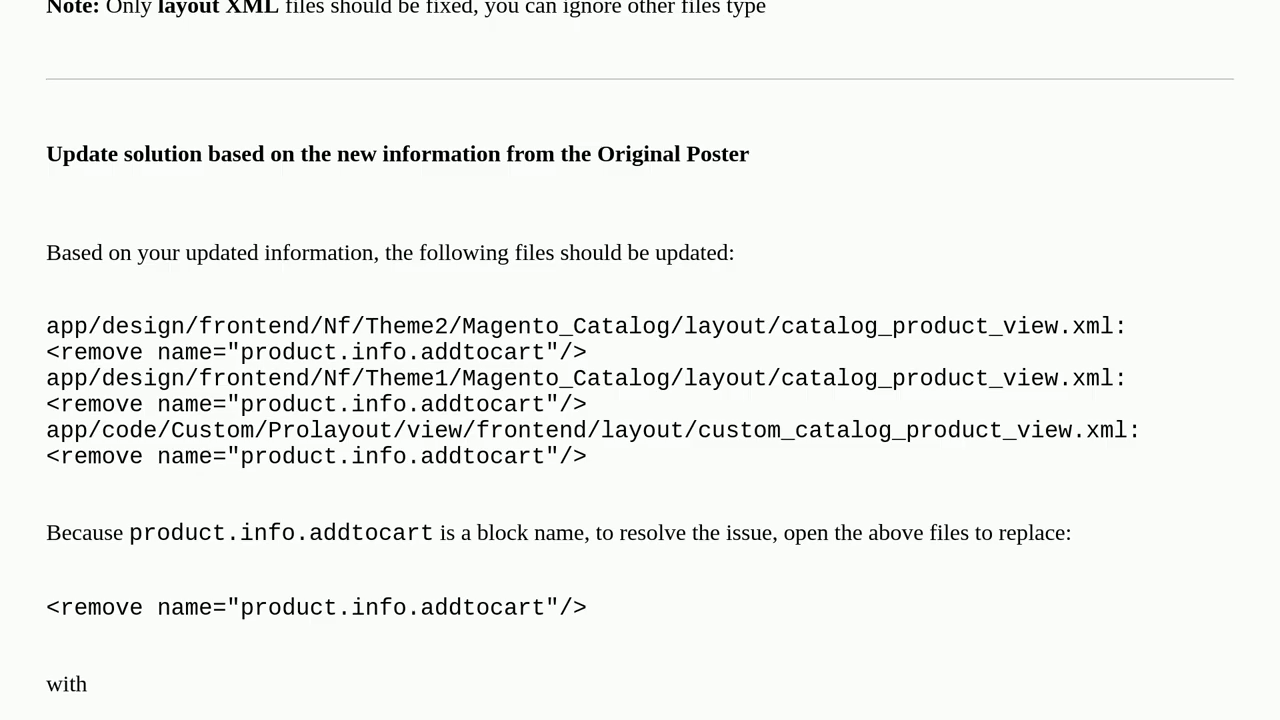 Note: Only layout XML files should be fixed, you can ignore other files type
Update solution based on the new information from the Original Poster
Based on your updated information, the following files should be updated:
app/design/frontend/Nf/Theme2/Magento_Catalog/layout/catalog_product_view.xml:
<remove name="product.info.addtocart"/>
app/design/frontend/Nf/Theme1/Magento_Catalog/layout/catalog_product_view.xml:
<remove name="product.info.addtocart"/>
app/code/Custom/Prolayout/view/frontend/layout/custom_catalog_product_view.xml:
<remove name="product.info.addtocart"/>
Because product.info.addtocart is a block name, to resolve the issue, open the above files to replace:
<remove name="product.info.addtocart"/>
with